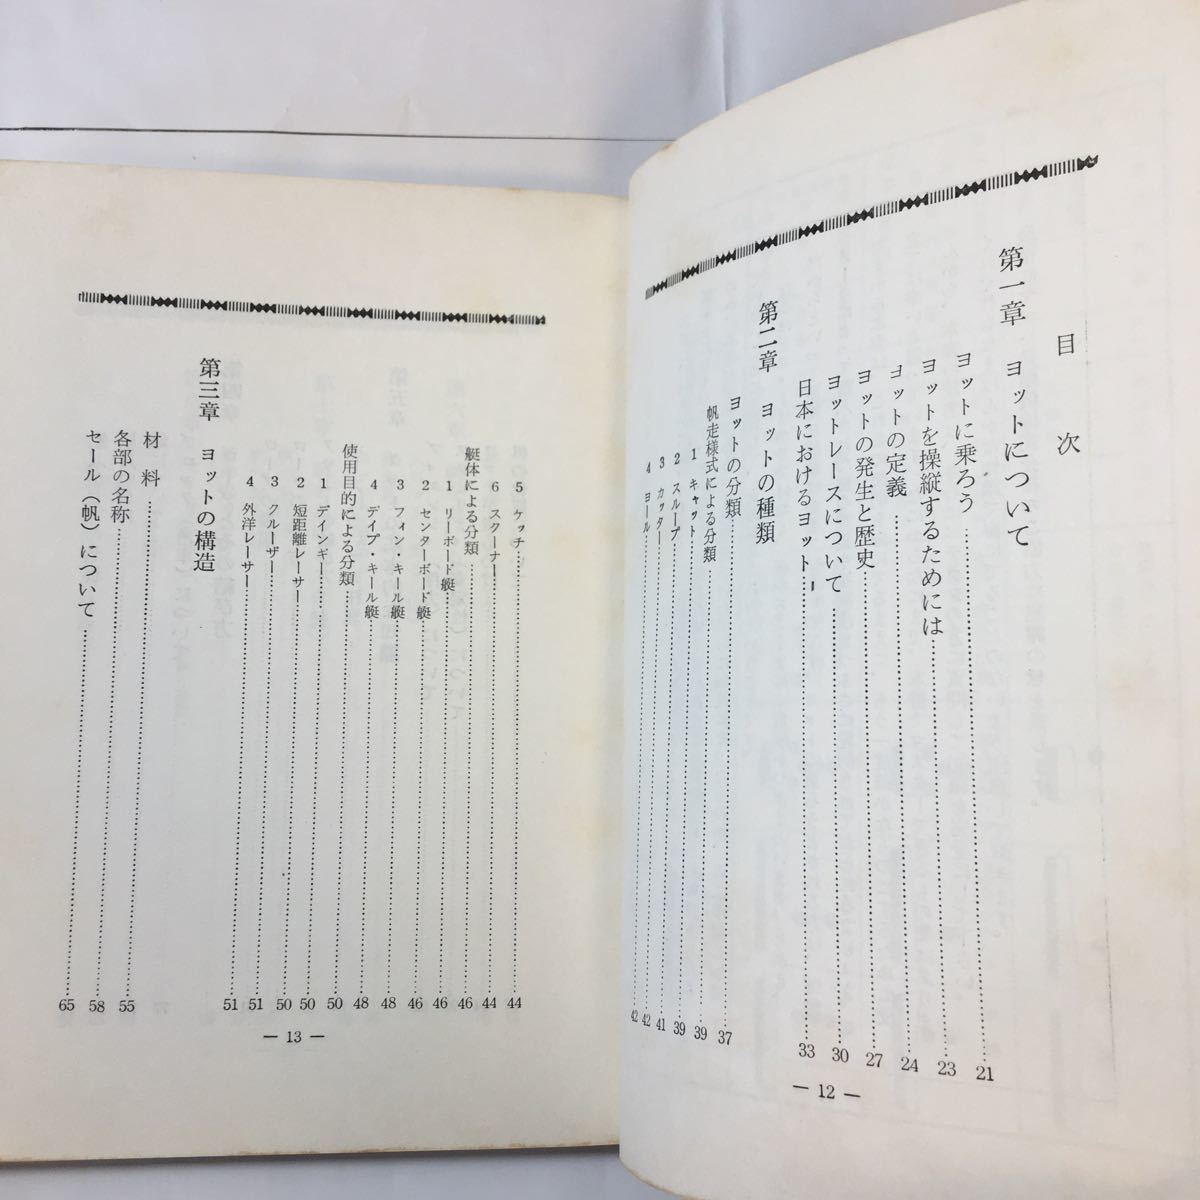 目次
第一章 ヨットについて
ヨットに乗ろう……21
ヨットを操縦するためには……23
ヨットの定義……24
ヨットの発生と歴史……27
ヨットレースについて……30
日本におけるヨット……33
第二章 ヨットの種類
ヨットの分類……37
帆走様式による分類……39
1 キャット……39
2 スループ……41
3 カッター……42
4 ヨール……42
— 12 —
5 ケッチ……44
6 スクーナー……44
艇体による分類……46
1 リーボード艇……46
2 センターボード艇……46
3 フィン・キール艇……48
4 デイプ・キール艇……48
使用目的による分類……50
1 デインギー……50
2 短距離レーサー……50
3 クルーザー……51
4 外洋レーサー……51
第三章 ヨットの構造
材料……55
各部の名称……58
セール(帆)について……65
— 13 —